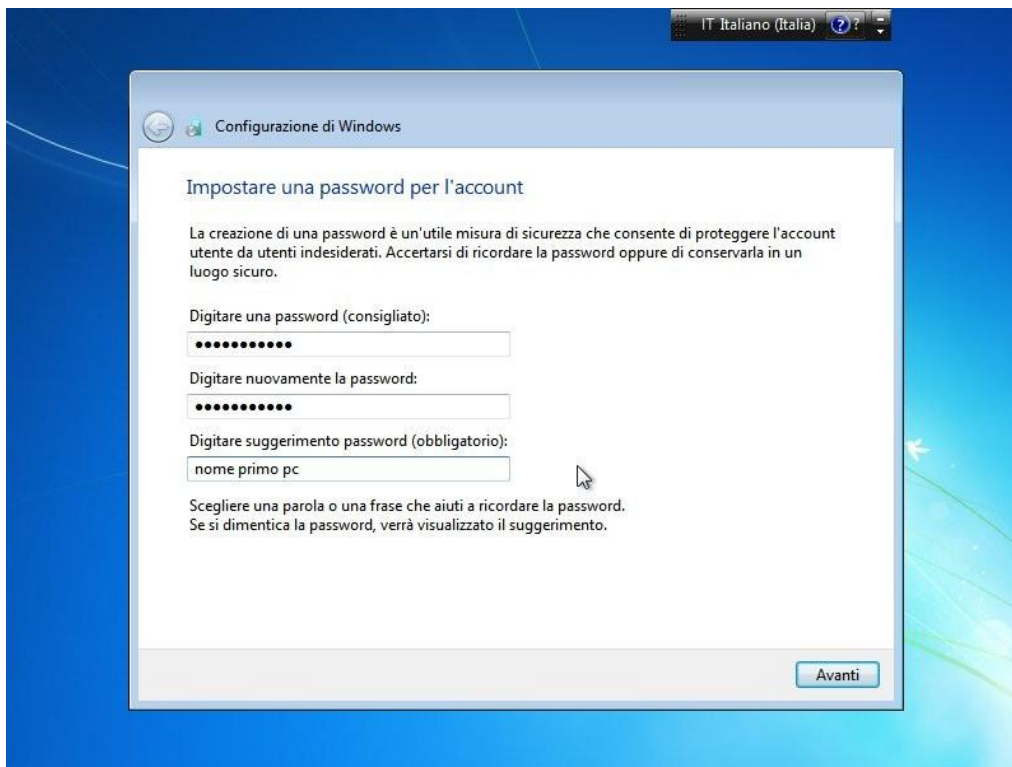 IT Italiano (Italia) ? ?
Configurazione di Windows
Impostare una password per l'account
La creazione di una password è un'utile misura di sicurezza che consente di proteggere l'account
utente da utenti indesiderati. Accertarsi di ricordare la password oppure di conservarla in un
luogo sicuro.
Digitare una password (consigliato):
●●●●●●●●●●●
Digitare nuovamente la password:
●●●●●●●●●●●
Digitare suggerimento password (obbligatorio):
nome primo pc
Scegliere una parola o una frase che aiuti a ricordare la password.
Se si dimentica la password, verrà visualizzato il suggerimento.
Avanti